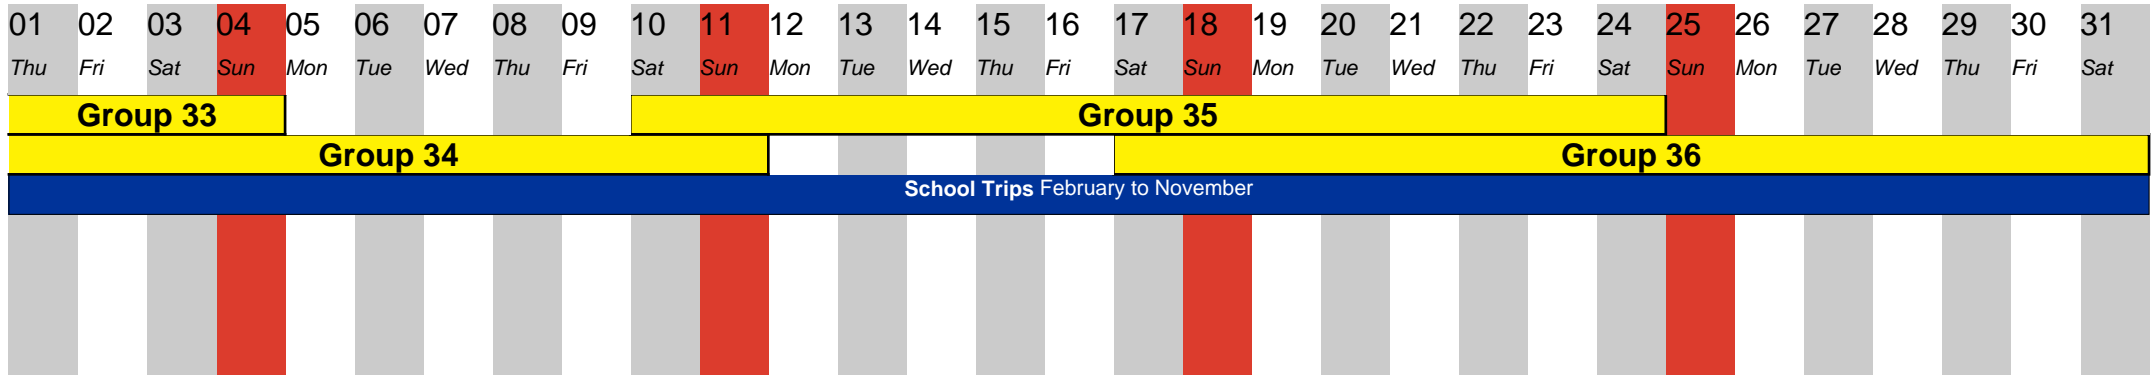 01 02 03 04 05 06 07 08 09 10 11 12 13 14 15 16 17 18 19 20 21 22 23 24 25 26 27 28 29 30 31
Thu Fri Sat Sun Mon Tue Wed Thu Fri Sat Sun Mon Tue Wed Thu Fri Sat Sun Mon Tue Wed Thu Fri Sat Sun Mon Tue Wed Thu Fri Sat
Group 33 Group 35
Group 34 Group 36
School Trips February to November